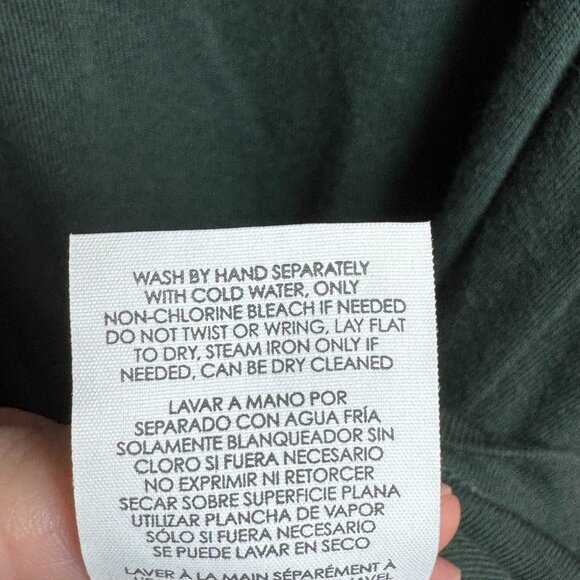 WASH BY HAND SEPARATELY
WITH COLD WATER, ONLY
NON-CHLORINE BLEACH IF NEEDED
DO NOT TWIST OR WRING, LAY FLAT
TO DRY, STEAM IRON ONLY IF
NEEDED, CAN BE DRY CLEANED
LAVAR A MANO POR
SEPARADO CON AGUA FRÍA
SOLAMENTE BLANQUEADOR SIN
CLORO SI FUERA NECESARIO
NO EXPRIMIR NI RETORCER
SECAR SOBRE SUPERFICIE PLANA
UTILIZAR PLANCHA DE VAPOR
SÓLO SI FUERA NECESARIO
SE PUEDE LAVAR EN SECO
LAVER À LA MAIN SÉPARÉMENT À